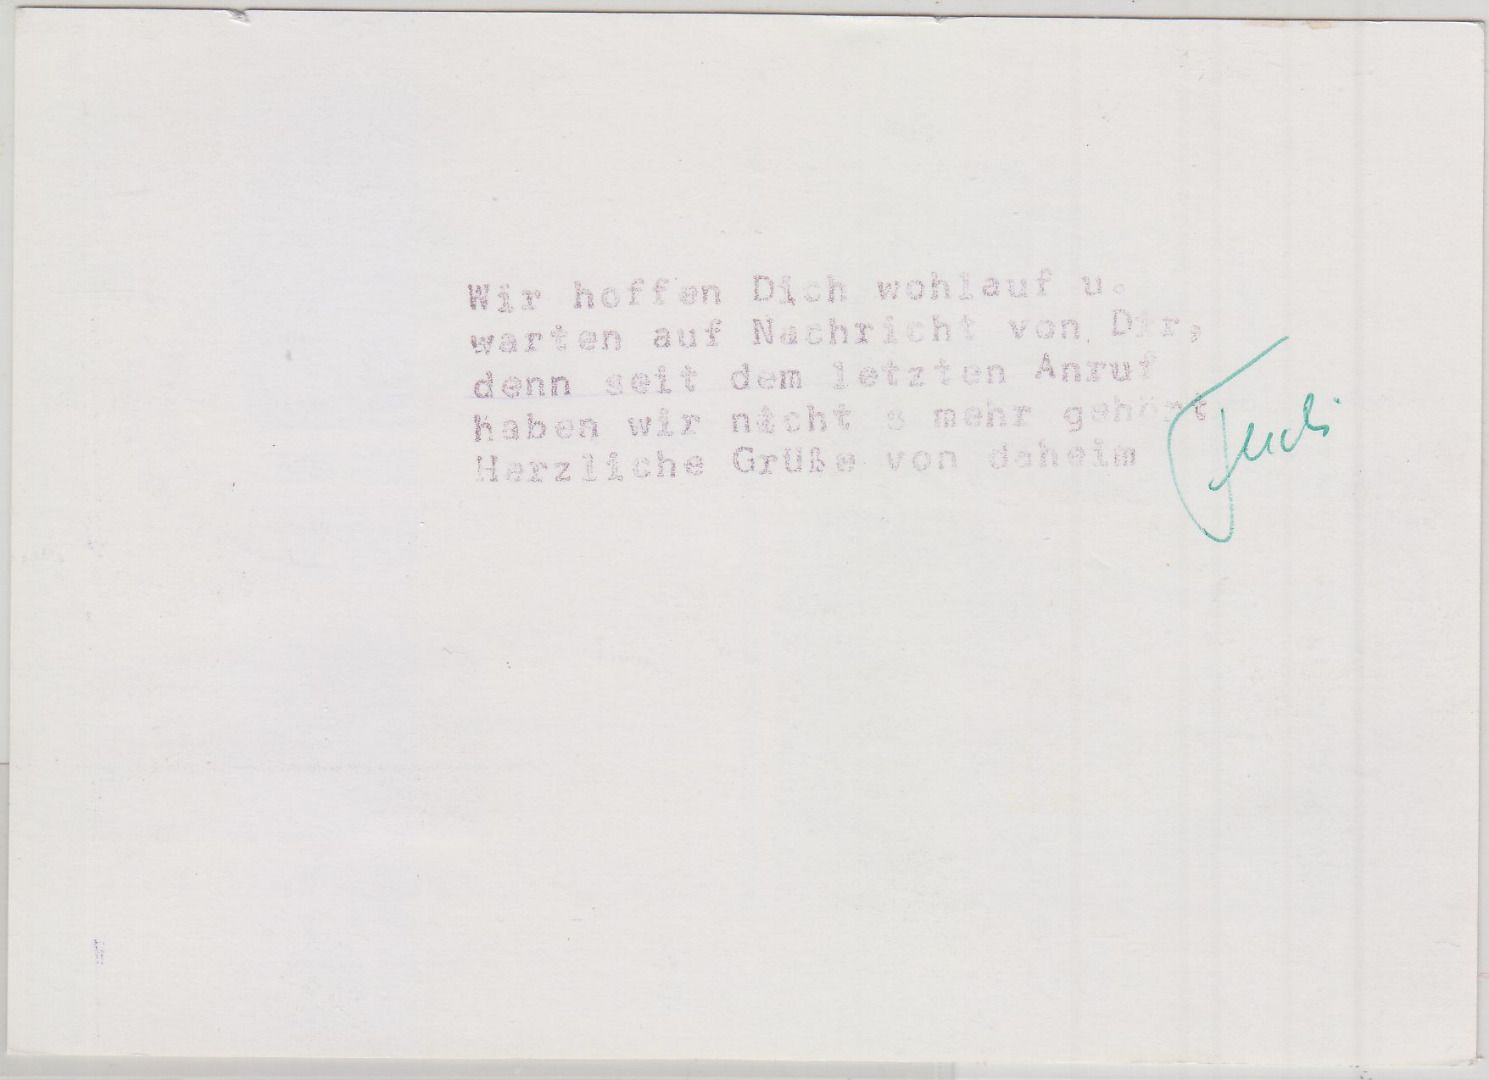 Wir hoffen Dich wohlauf u.
warten auf Nachricht von Dir,
denn seit dem letzten Anruf
haben wir nicht s mehr gehört
Herzliche Grüße von daheim